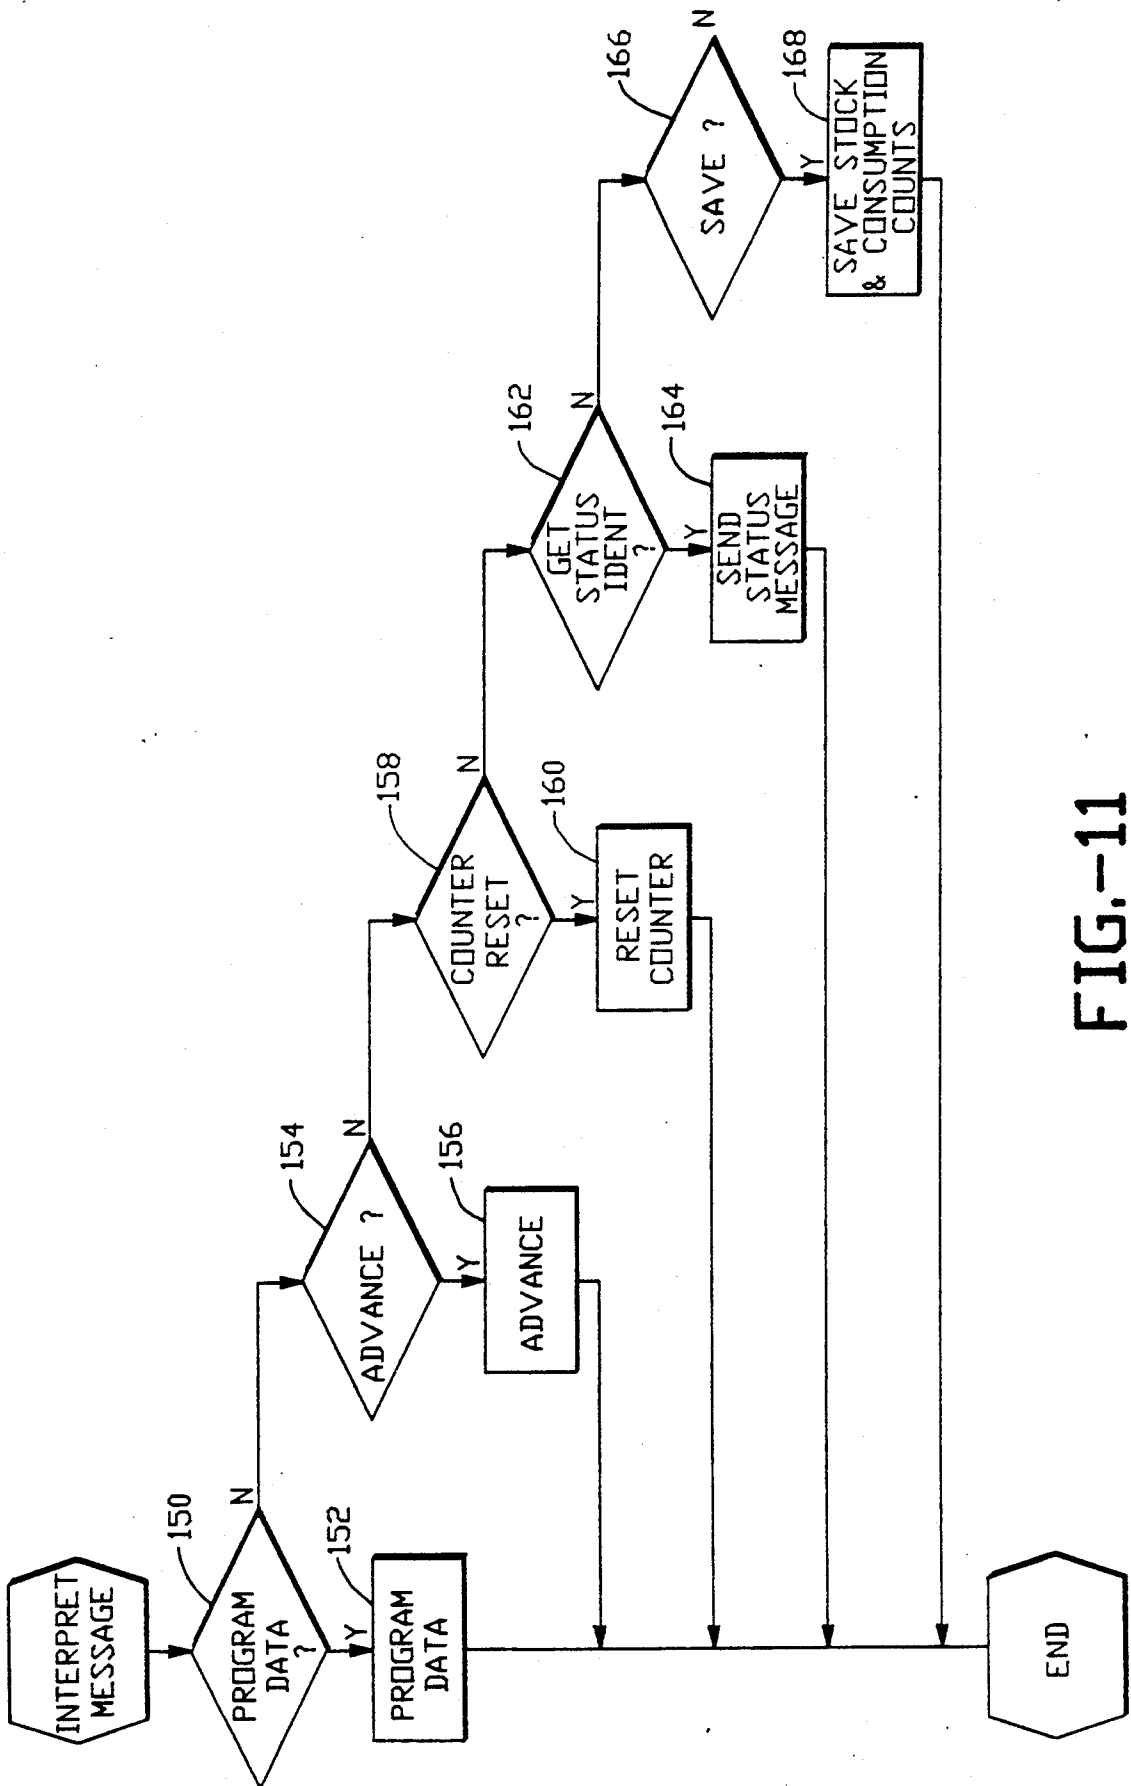 INTERPRET
MESSAGE
150
PROGRAM
DATA
?
N
Y
152
PROGRAM
DATA
154
ADVANCE ?
N
Y
156
ADVANCE
158
COUNTER
RESET
?
N
Y
160
RESET
COUNTER
162
GET
STATUS
IDENT
?
N
Y
164
SEND
STATUS
MESSAGE
166
SAVE ?
N
Y
168
SAVE STOCK
& CONSUMPTION
COUNTS
END
FIG.-11